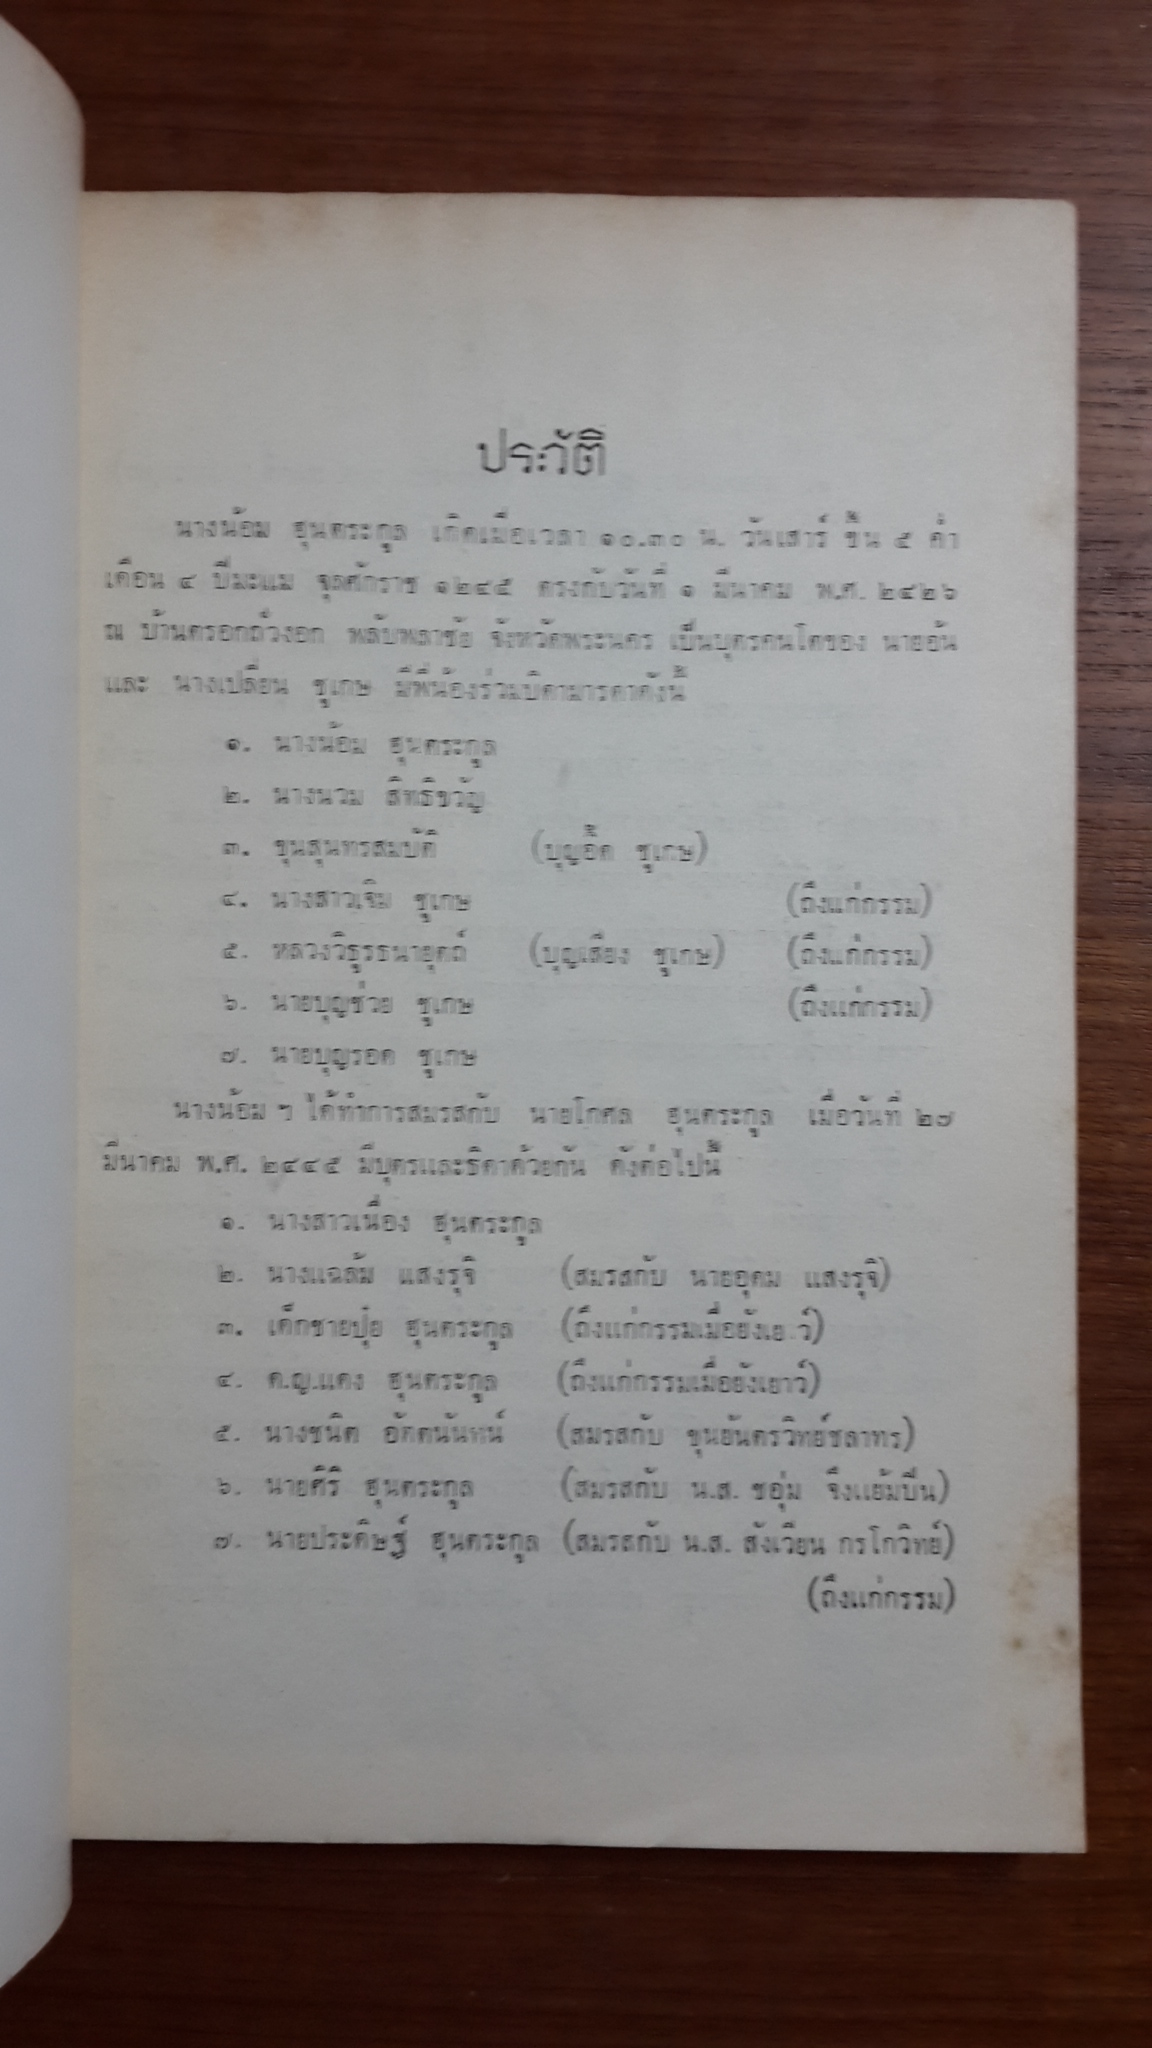 ประวัติ
นางน้อม ฮุนตระกูล เกิดเมื่อเวลา ๑๐.๓๐ น. วันเสาร์ ขึ้น ๕ ค่ำ
เดือน ๔ ปีมะแม จุลศักราช ๑๒๔๕ ตรงกับวันที่ ๑ มีนาคม พ.ศ. ๒๔๒๖
ณ บ้านตรอกถั่วงอก พลับพลาชัย จังหวัดพระนคร เป็นบุตรคนโตของ นายอ้น
และ นางเปลี่ยน ชูเกษ มีพี่น้องร่วมบิดามารดาดังนี้
๑. นางน้อม ฮุนตระกูล
๒. นางนวม สิทธิขวัญ
๓. ขุนสุนทรสมบัติ (บุญอี๊ด ชูเกษ)
๔. นางสาวเจิม ชูเกษ (ถึงแก่กรรม)
๕. หลวงวิธูรธนายุตถ์ (บุญเสียง ชูเกษ) (ถึงแก่กรรม)
๖. นายบุญช่วย ชูเกษ (ถึงแก่กรรม)
๗. นายบุญรอด ชูเกษ
นางน้อม ฯ ได้ทำการสมรสกับ นายโกศล ฮุนตระกูล เมื่อวันที่ ๒๗
มีนาคม พ.ศ. ๒๔๔๕ มีบุตรและธิดาด้วยกัน ดังต่อไปนี้
๑. นางสาวเนื่อง ฮุนตระกูล
๒. นางแฉล้ม แสงรุจิ (สมรสกับ นายอุดม แสงรุจิ)
๓. เด็กชายปุ๋ย ฮุนตระกูล (ถึงแก่กรรมเมื่อยังเยาว์)
๔. ด.ญ.แดง ฮุนตระกูล (ถึงแก่กรรมเมื่อยังเยาว์)
๕. นางชนิต อัตตนันทน์ (สมรสกับ ขุนยันตรวิทย์ชลาทร)
๖. นายศิริ ฮุนตระกูล (สมรสกับ น.ส. ชอุ่ม จึงแย้มปิ่น)
๗. นายประดิษฐ์ ฮุนตระกูล (สมรสกับ น.ส. สังเวียน กรโกวิทย์)
(ถึงแก่กรรม)